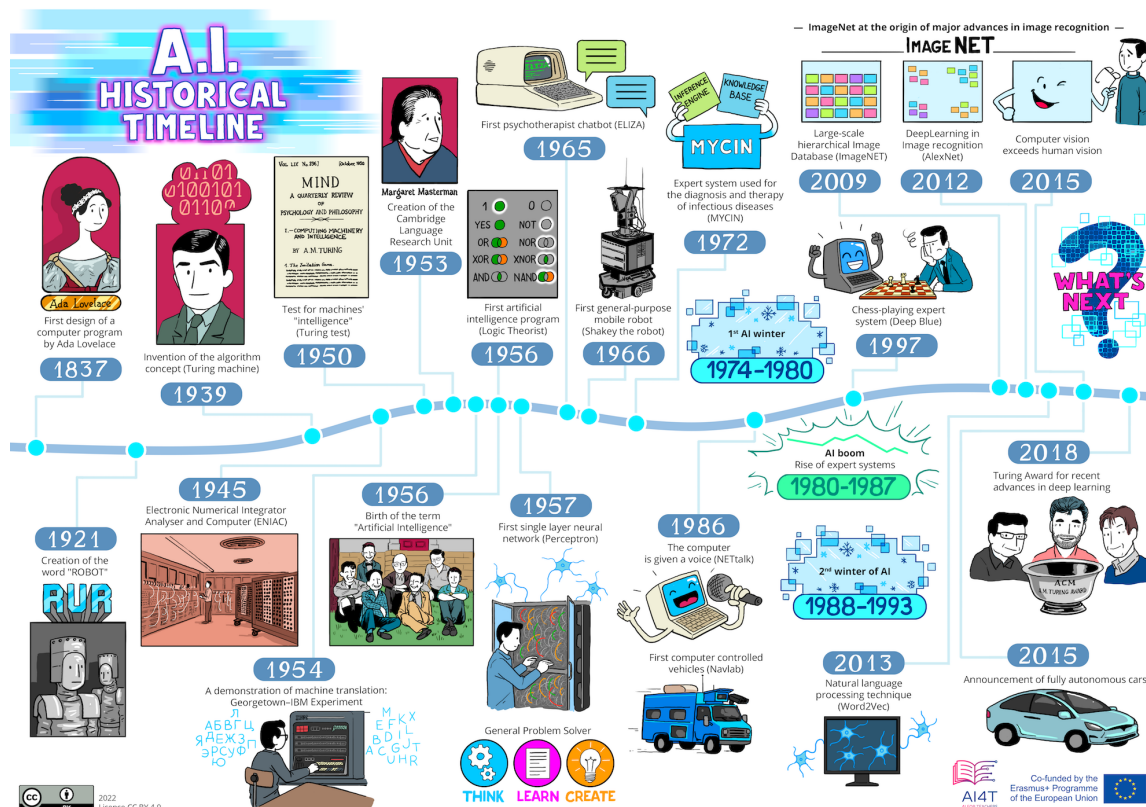 A.I.
HISTORICAL
TIMELINE
Ada Lovelace
First design of a
computer program
by Ada Lovelace
1837
01101
0100101
01100
Invention of the algorithm
concept (Turing machine)
1939
MIND
A QUARTERLY REVIEW
OF
PSYCHOLOGY AND PHILOSOPHY
I.-COMPUTING MACHINERY
AND INTELLIGENCE
BY A.M. TURING
1. The Imitation Game.
Test for machines'
"intelligence"
(Turing test)
1950
Margaret Masterman
Creation of the
Cambridge
Language
Research Unit
1953
First psychotherapist chatbot (ELIZA)
1965
1 0
YES NOT
OR NOR
XOR XNOR
AND NAND
First artificial
intelligence program
(Logic Theorist)
1956
First general-purpose
mobile robot
(Shakey the robot)
1966
INFERENCE
ENGINE
KNOWLEDGE
BASE
MYCIN
Expert system used for
the diagnosis and therapy
of infectious diseases
(MYCIN)
1972
1st AI winter
1974-1980
— ImageNet at the origin of major advances in image recognition —
IMAGENET
Large-scale
hierarchical Image
Database (ImageNET)
2009
DeepLearning in
Image recognition
(AlexNet)
2012
Computer vision
exceeds human vision
2015
Chess-playing expert
system (Deep Blue)
1997
WHAT'S
NEXT
1921
Creation of the
word "ROBOT"
RUR
1945
Electronic Numerical Integrator
Analyser and Computer (ENIAC)
1954
A demonstration of machine translation:
Georgetown–IBM Experiment
Л
АБВГЦ
ЯДЕЖЗП
ЭРСУФ
Ю
M
EFKX
BDIL
ACGJT
UHR
1956
Birth of the term
"Artificial Intelligence"
1957
First single layer neural
network (Perceptron)
General Problem Solver
THINK LEARN CREATE
1986
The computer
is given a voice (NETtalk)
First computer controlled
vehicles (Navlab)
AI boom
Rise of expert systems
1980-1987
2nd winter of AI
1988-1993
2013
Natural language
processing technique
(Word2Vec)
2018
Turing Award for recent
advances in deep learning
ACM
A.M. TURING AWARD
2015
Announcement of fully autonomous cars
cc
2022
AI4T
Co-funded by the
Erasmus+ Programme
of the European Union